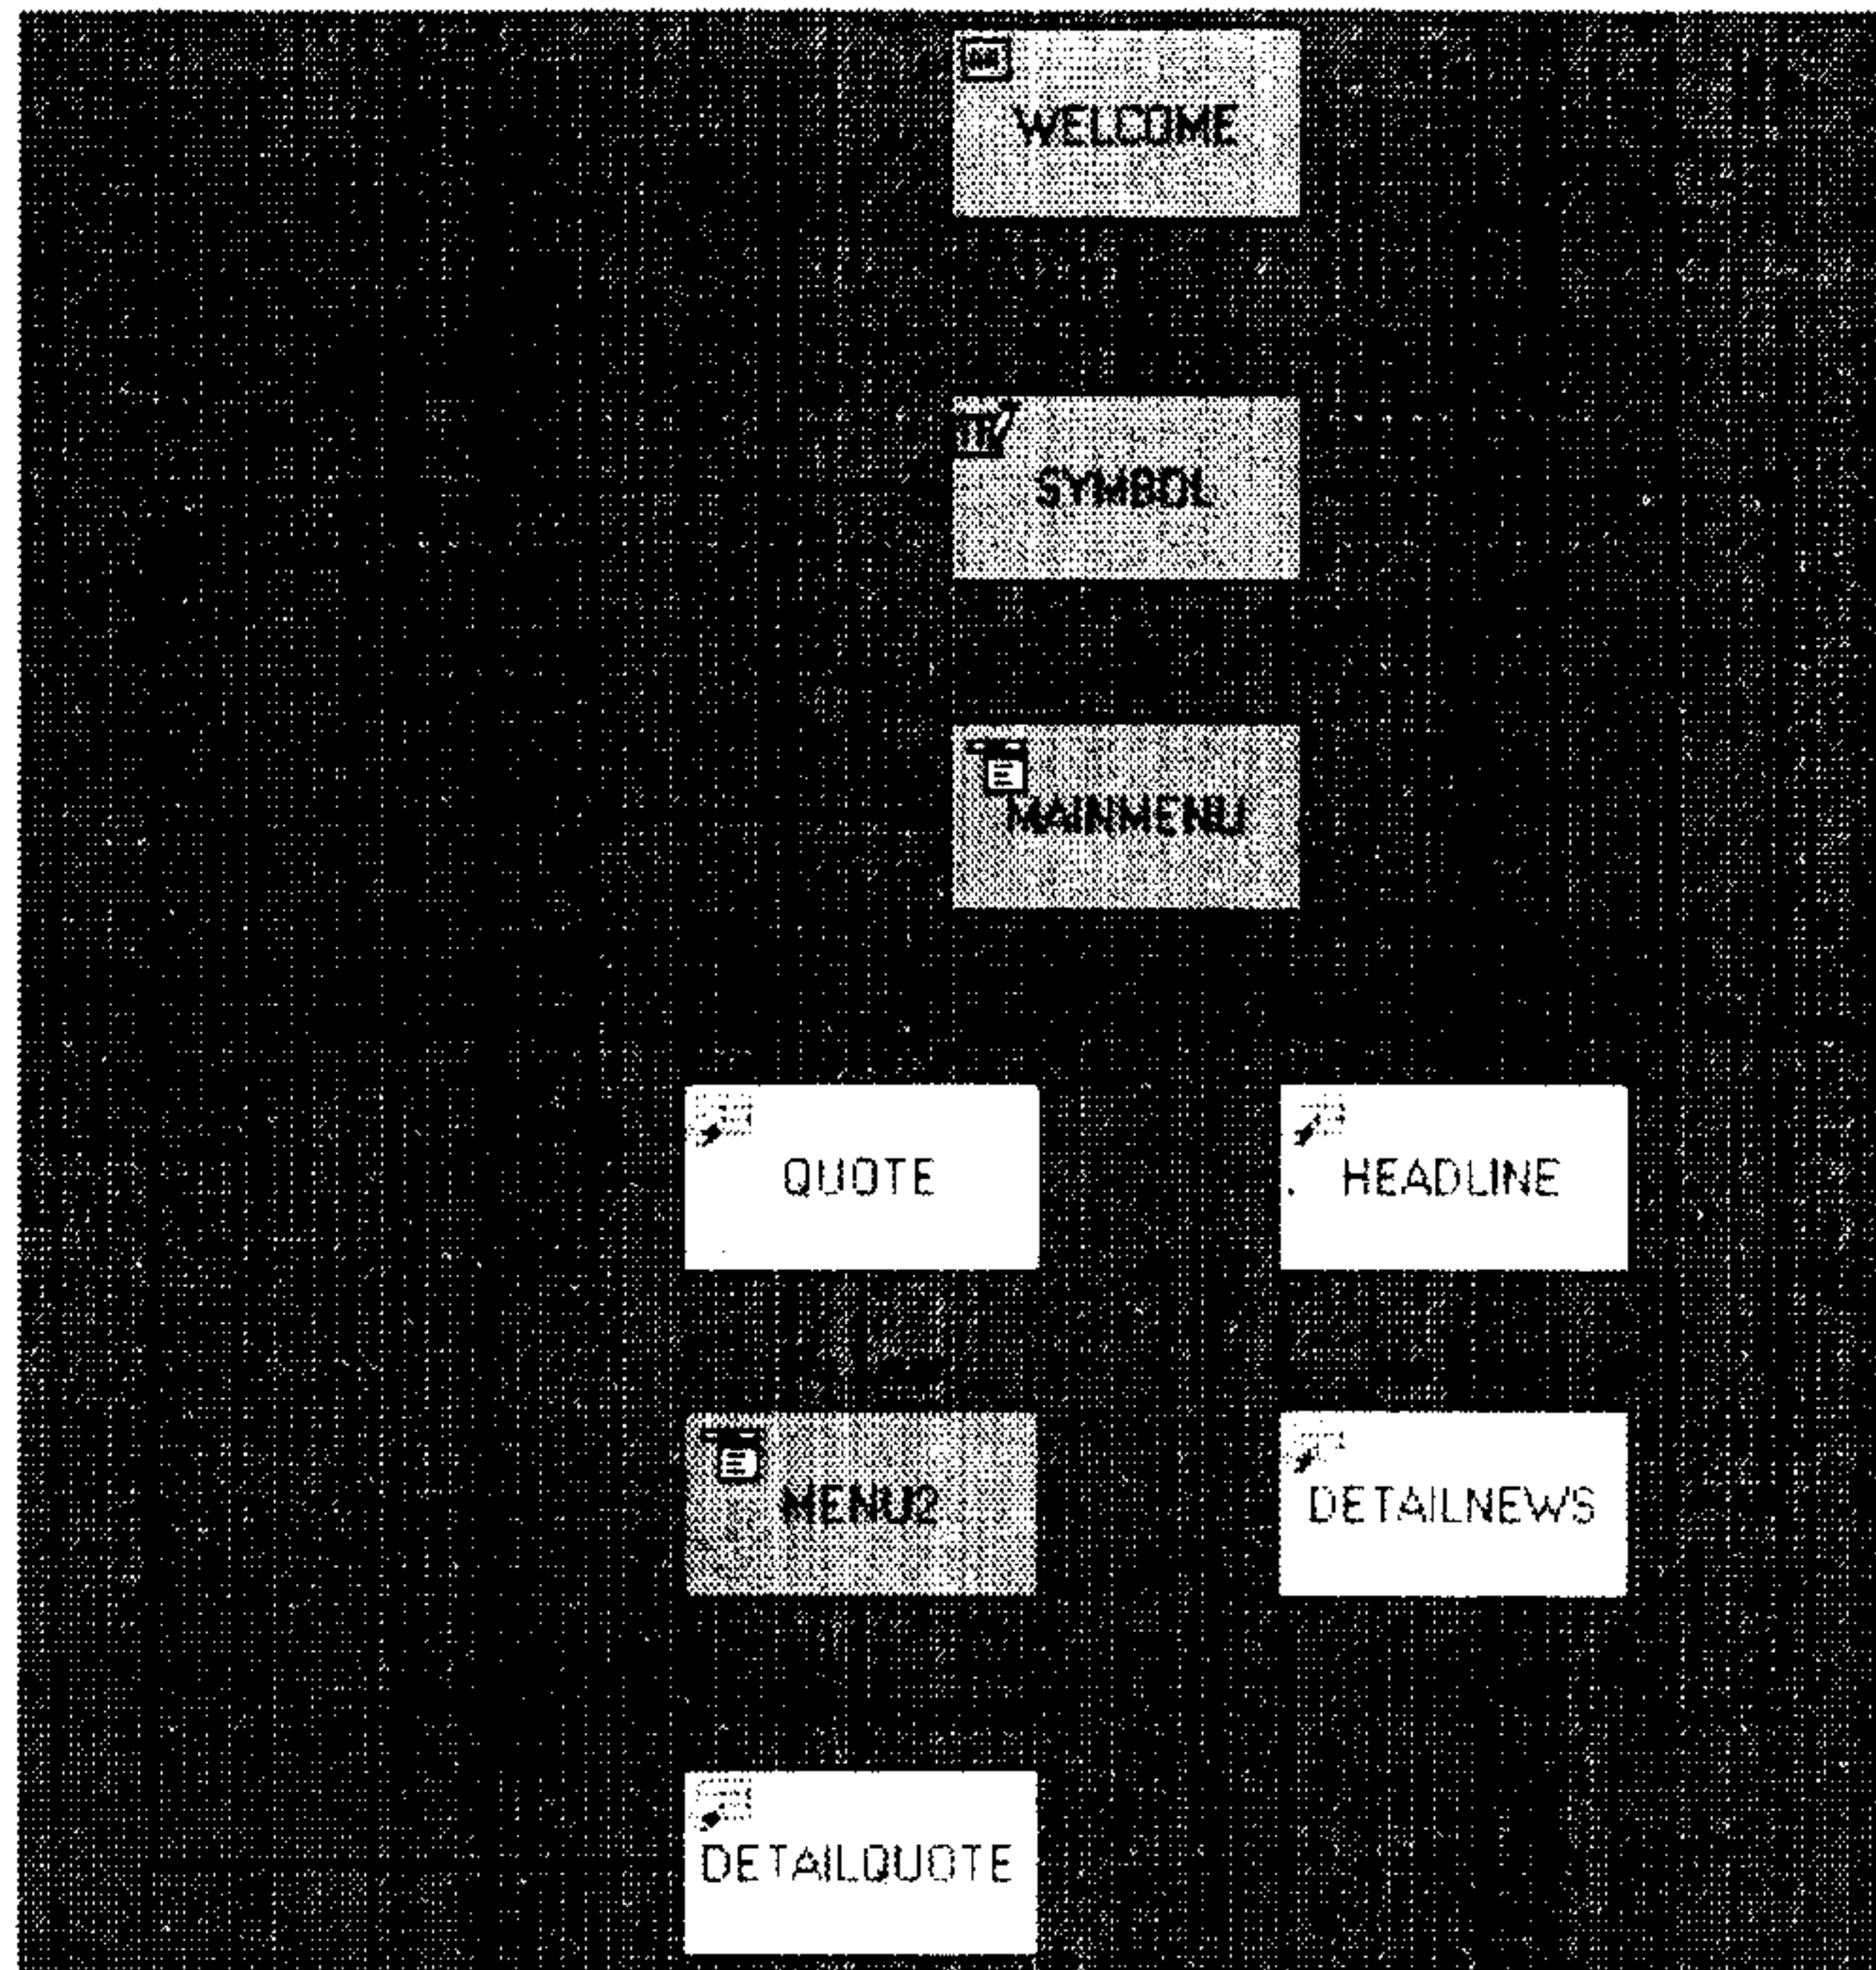 WELCOME
SYMBOL
MAINMENU
QUOTE
HEADLINE
MENU2
DETAILNEWS
DETAILQUOTE